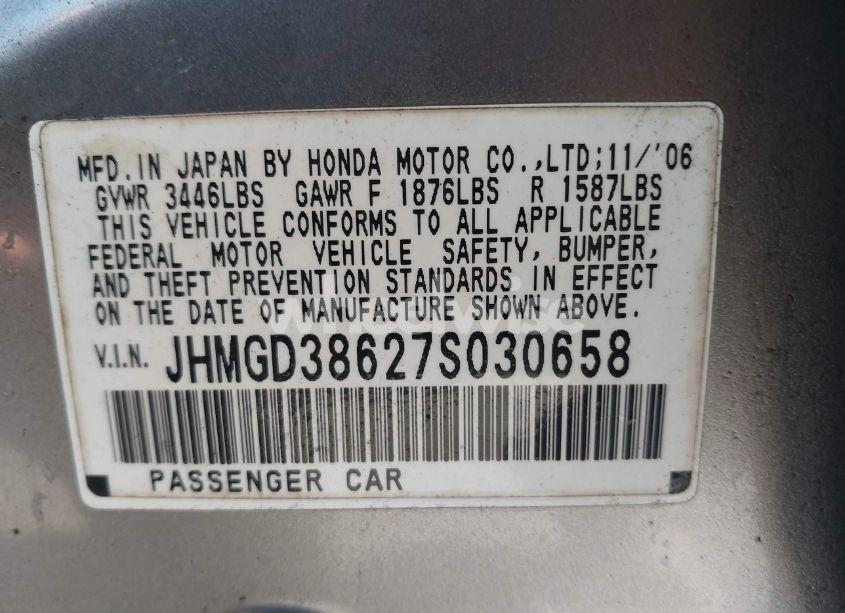 MFD.IN JAPAN BY HONDA MOTOR CO.,LTD;11/'06
GVWR 3446LBS GAWR F 1876LBS R 1587LBS
THIS VEHICLE CONFORMS TO ALL APPLICABLE
FEDERAL MOTOR VEHICLE SAFETY, BUMPER,
AND THEFT PREVENTION STANDARDS IN EFFECT
ON THE DATE OF MANUFACTURE SHOWN ABOVE.
V.I.N. JHMGD38627S030658
PASSENGER CAR